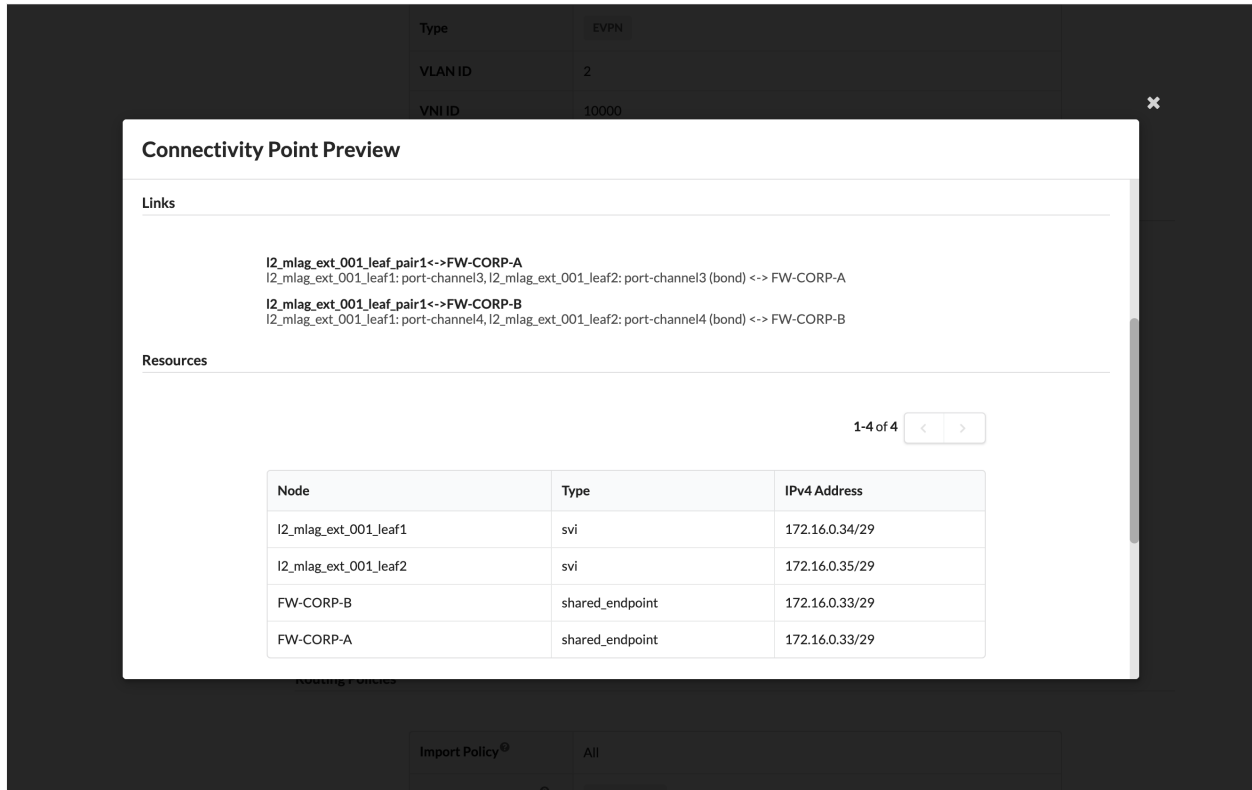 Type EVPN
VLAN ID 2
VNI ID 10000
Connectivity Point Preview
Links
l2_mlag_ext_001_leaf_pair1<->FW-CORP-A
l2_mlag_ext_001_leaf1: port-channel3, l2_mlag_ext_001_leaf2: port-channel3 (bond) <-> FW-CORP-A
l2_mlag_ext_001_leaf_pair1<->FW-CORP-B
l2_mlag_ext_001_leaf1: port-channel4, l2_mlag_ext_001_leaf2: port-channel4 (bond) <-> FW-CORP-B
Resources
1-4 of 4
Node Type IPv4 Address
l2_mlag_ext_001_leaf1 svi 172.16.0.34/29
l2_mlag_ext_001_leaf2 svi 172.16.0.35/29
FW-CORP-B shared_endpoint 172.16.0.33/29
FW-CORP-A shared_endpoint 172.16.0.33/29
Routing Policies
Import Policy All